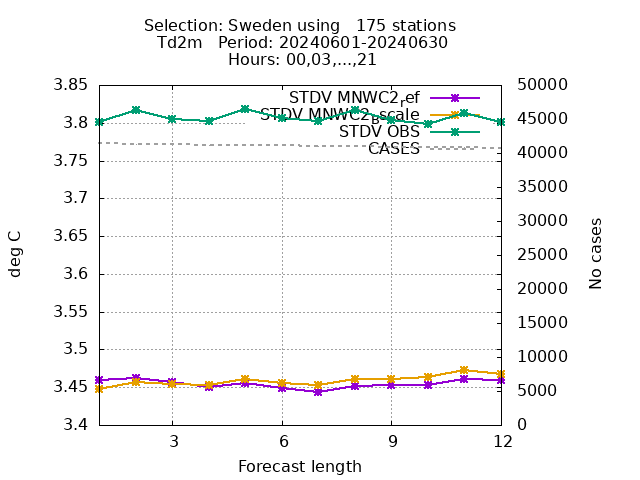 Selection: Sweden using   175 stations
Td2m   Period: 20240601-20240630
Hours: 00,03,...,21
3.85
3.8
3.75
3.7
3.65
3.6
3.55
3.5
3.45
3.4
deg C
STDV MNWC2_ref
STDV MNWC2_Bscale
STDV OBS
CASES
50000
45000
40000
35000
30000
25000
20000
15000
10000
5000
0
No cases
3
6
9
12
Forecast length